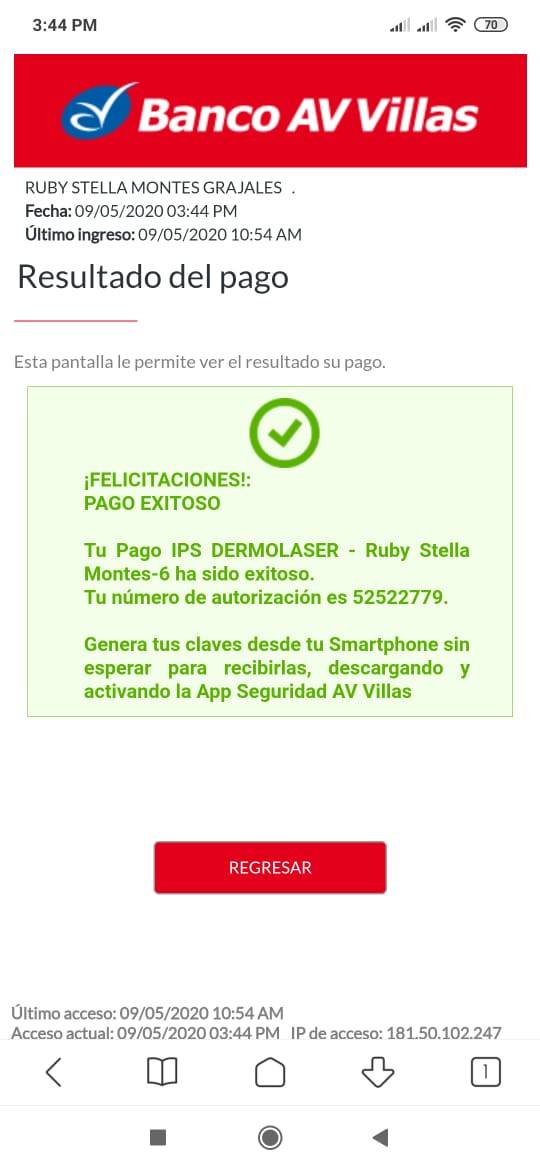 3:44 PM
70
Banco AV Villas
RUBY STELLA MONTES GRAJALES .
Fecha: 09/05/2020 03:44 PM
Último ingreso: 09/05/2020 10:54 AM
Resultado del pago
Esta pantalla le permite ver el resultado su pago.
¡FELICITACIONES!:
PAGO EXITOSO
Tu Pago IPS DERMOLASER - Ruby Stella
Montes-6 ha sido exitoso.
Tu número de autorización es 52522779.
Genera tus claves desde tu Smartphone sin
esperar para recibirlas, descargando y
activando la App Seguridad AV Villas
REGRESAR
Último acceso: 09/05/2020 10:54 AM
Acceso actual: 09/05/2020 03:44 PM IP de acceso: 181.50.102.247
1